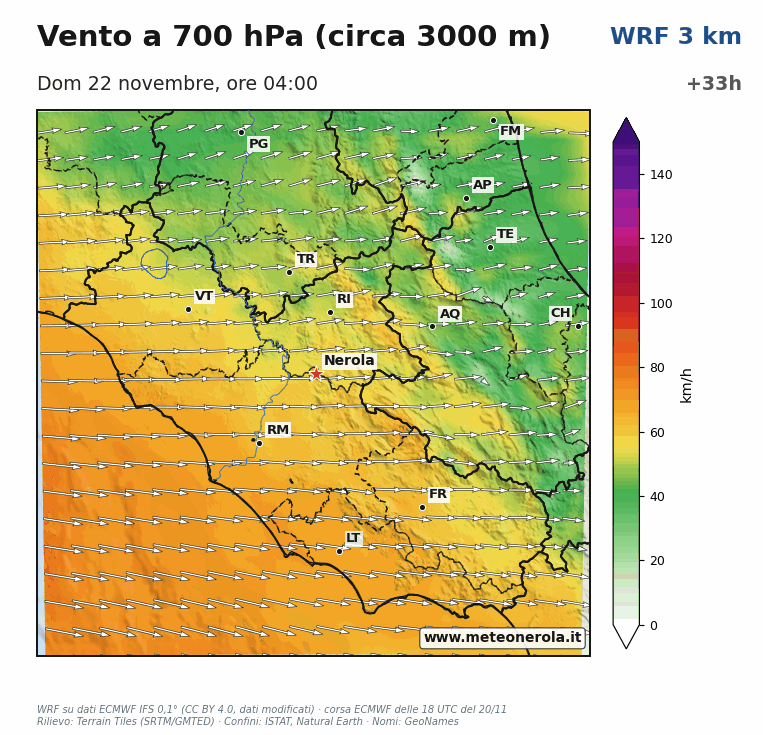 Vento a 700 hPa (circa 3000 m)
WRF 3 km
Dom 22 novembre, ore 04:00
+33h
PG
FM
AP
TE
TR
VT
RI
AQ
CH
Nerola
RM
FR
LT
www.meteonerola.it
140
120
100
80
60
40
20
0
km/h
WRF su dati ECMWF IFS 0,1° (CC BY 4.0, dati modificati) · corsa ECMWF delle 18 UTC del 20/11
Rilievo: Terrain Tiles (SRTM/GMTED) · Confini: ISTAT, Natural Earth · Nomi: GeoNames